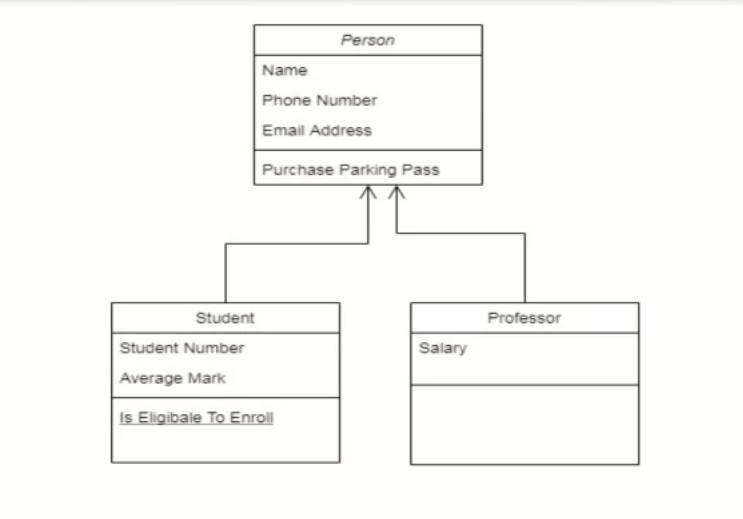 Person
Name
Phone Number
Email Address
Purchase Parking Pass
Student
Student Number
Average Mark
Is Eligibale To Enroll
Professor
Salary